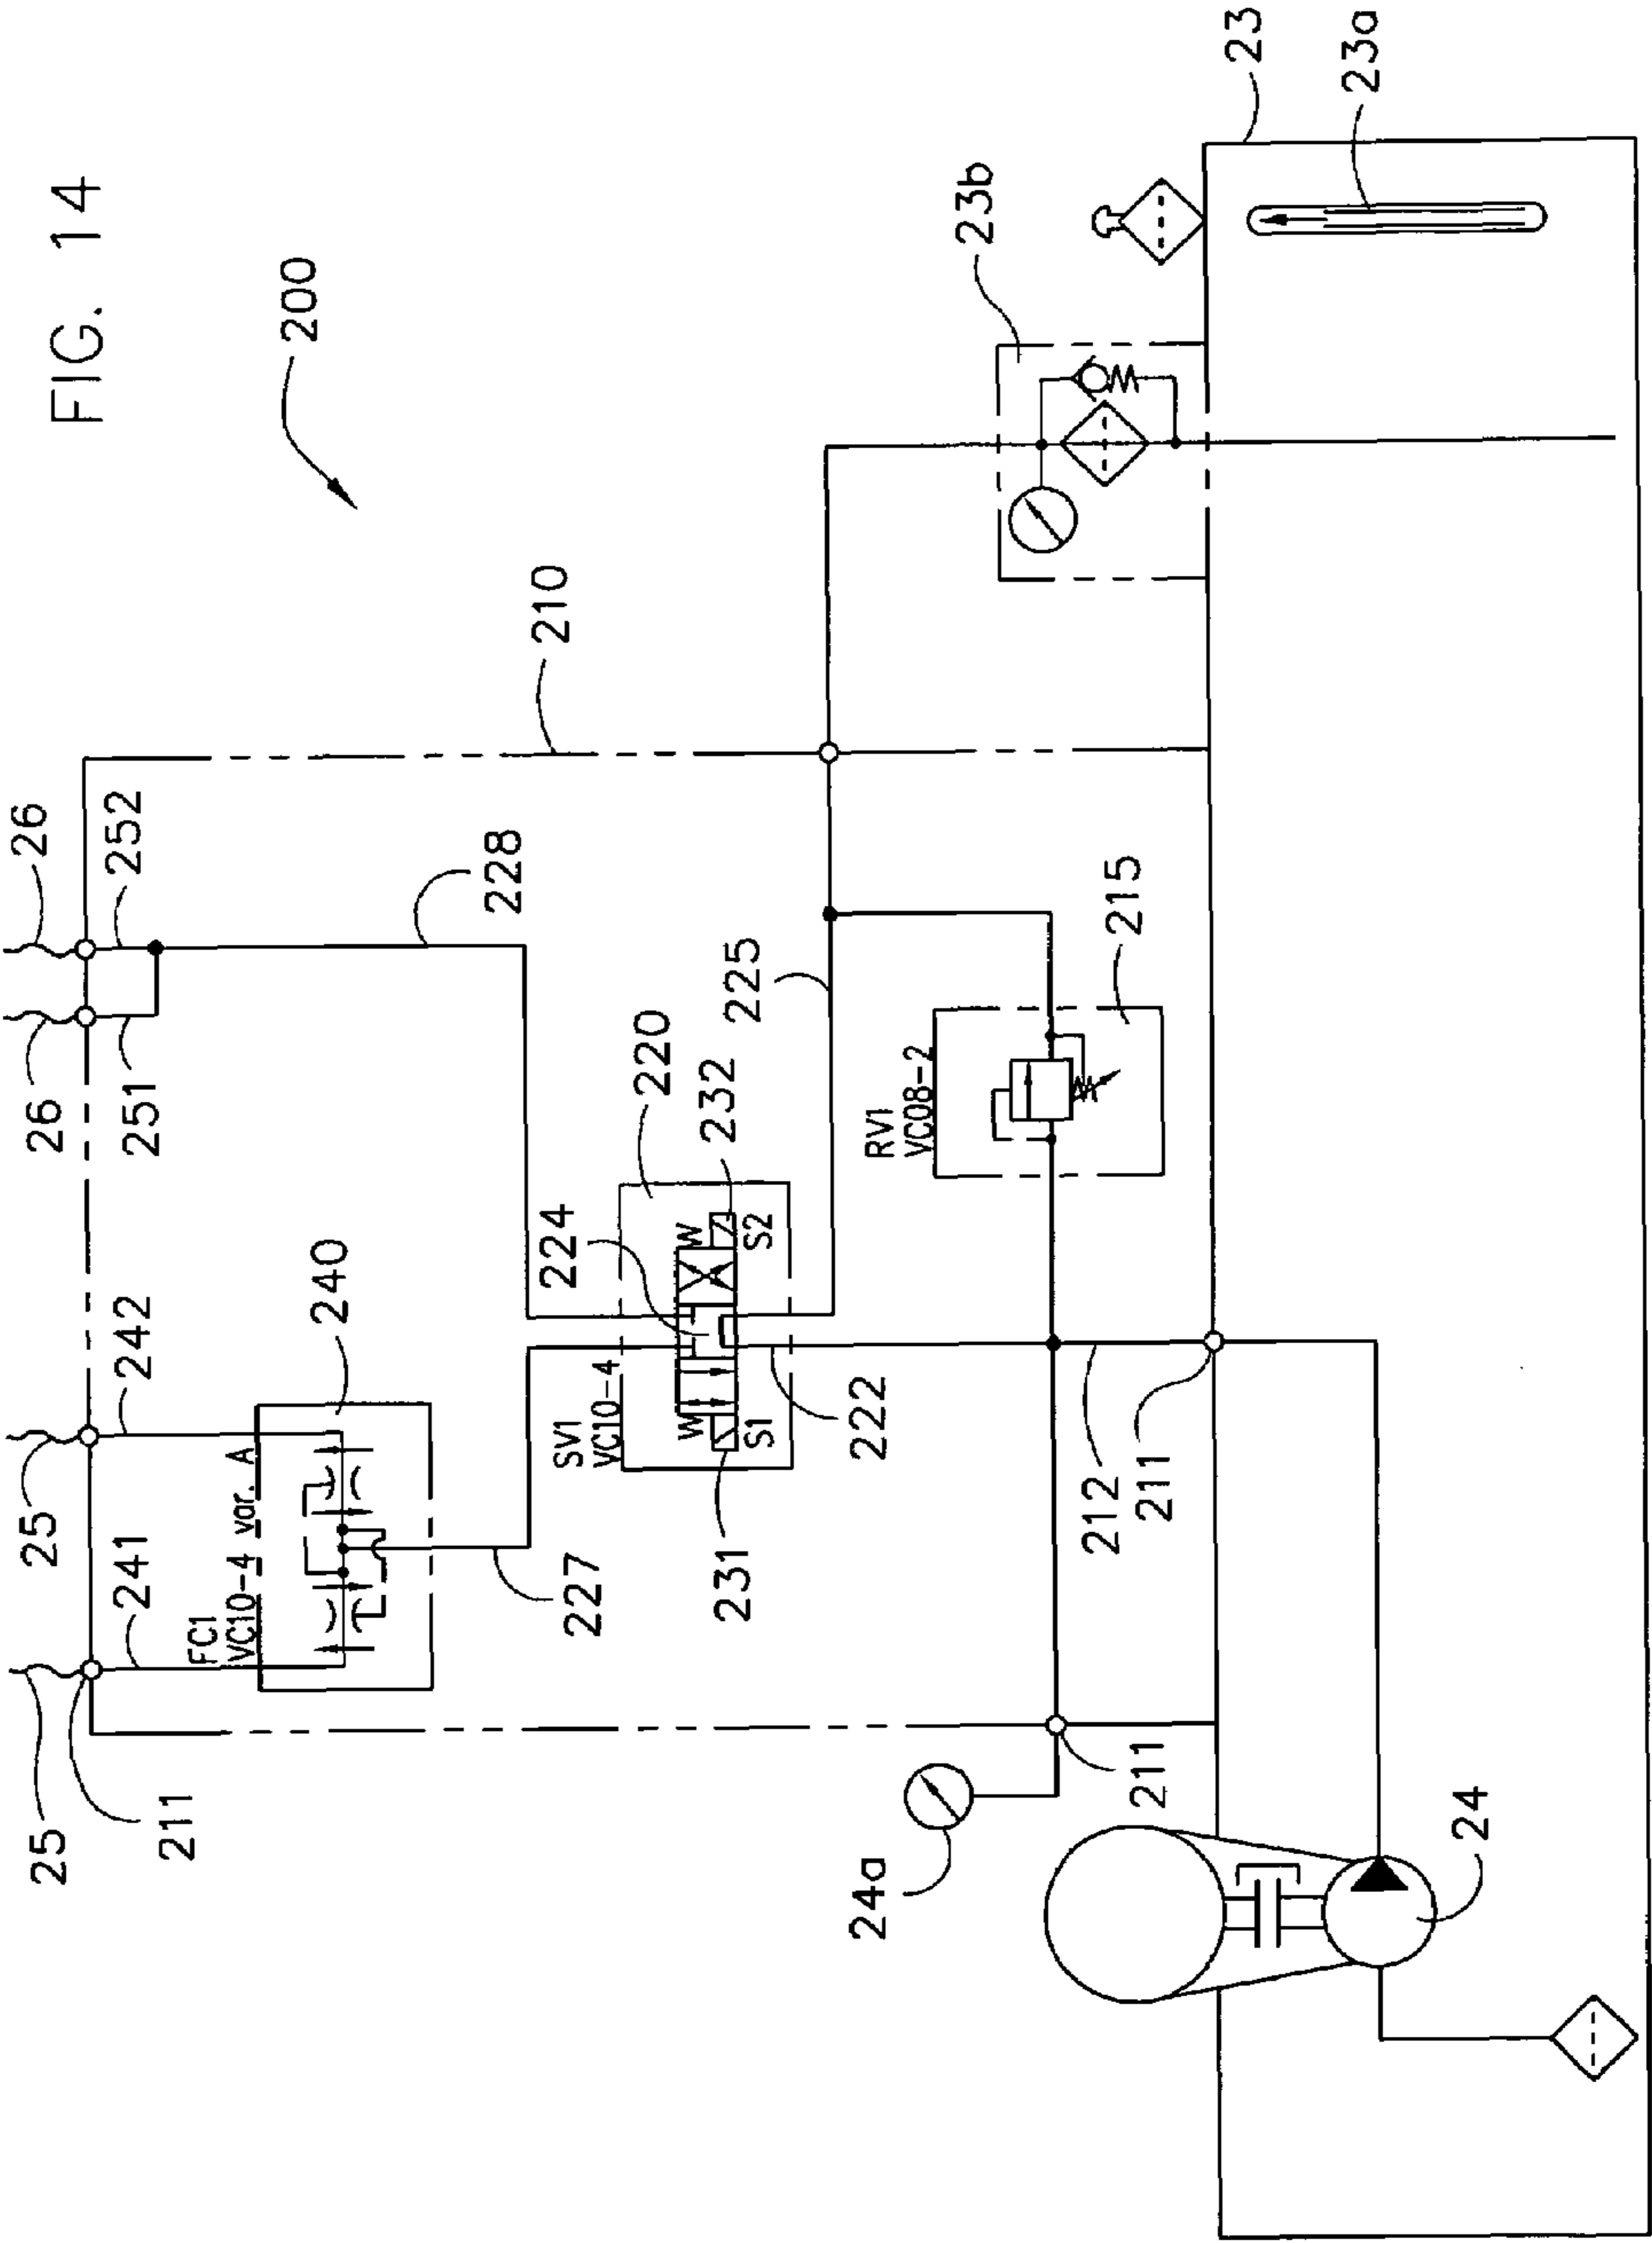 FIG. 14
200
23
23a
23b
210
26
252
26
251
228
225
215
220
232
RV1
VC08-2
224
W
S2
242
240
25
SV1
VC10-4
W
S1
222
212
211
FC1
VC10-4 var. A
241
227
231
25
211
211
24a
24